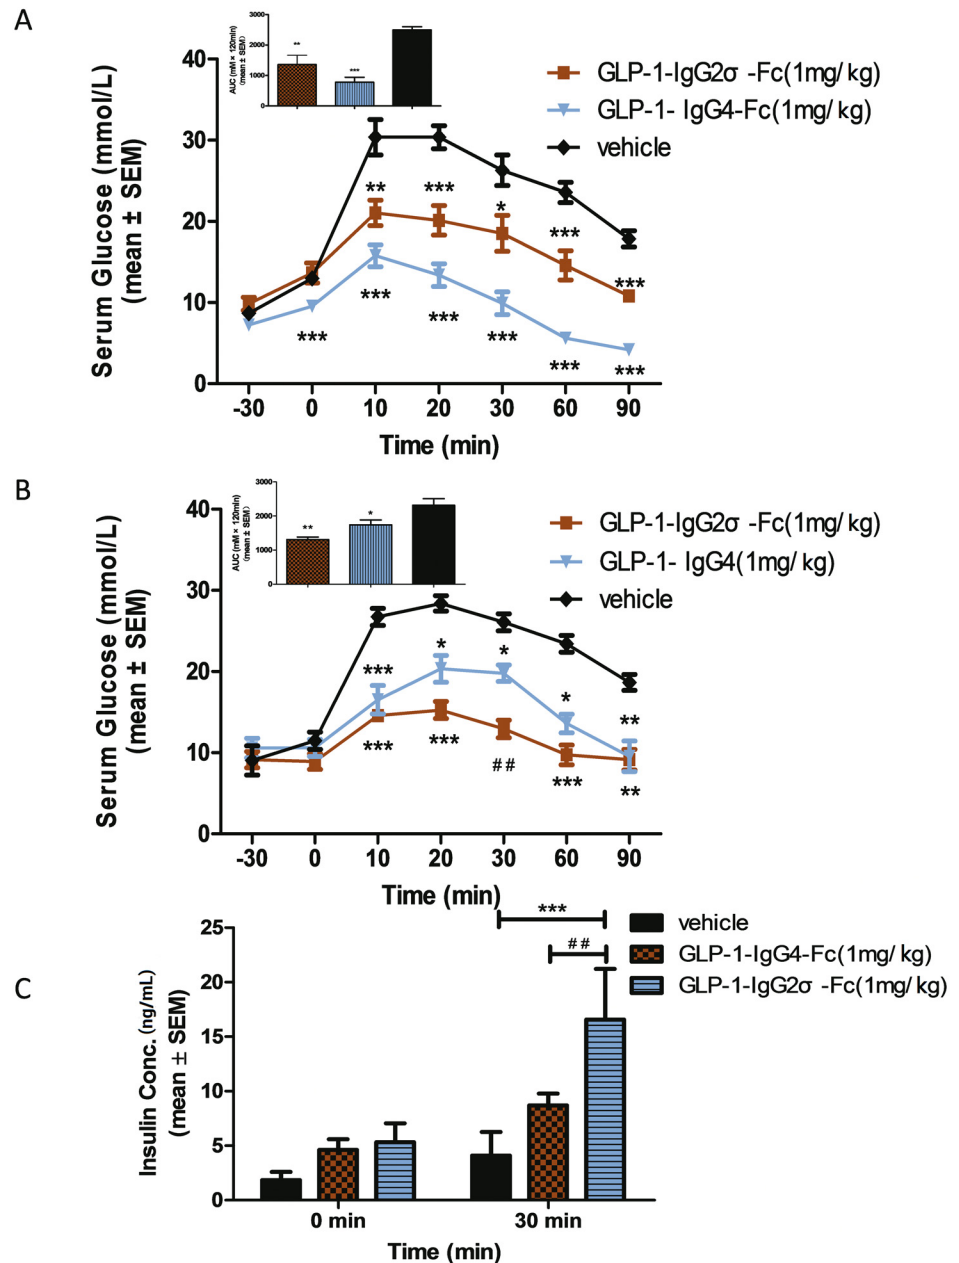 A
AUC (mM × 120min)
(mean ± SEM)
3000
2000
1000
0
**
***
Serum Glucose (mmol/L)
(mean ± SEM)
40
30
20
10
0
GLP-1-IgG2σ -Fc(1mg/kg)
GLP-1- IgG4-Fc(1mg/kg)
vehicle
** *** * *** ***
*** *** *** *** *** ***
-30 0 10 20 30 60 90
Time (min)
B
AUC (mM × 120min)
(mean ± SEM)
3000
2000
1000
0
**
*
Serum Glucose (mmol/L)
(mean ± SEM)
40
30
20
10
0
GLP-1-IgG2σ -Fc(1mg/kg)
GLP-1- IgG4(1mg/kg)
vehicle
*** * * * **
*** *** ## *** **
-30 0 10 20 30 60 90
Time (min)
C
Insulin Conc.(ng/mL)
(mean ± SEM)
25
20
15
10
5
0
***
##
vehicle
GLP-1-IgG4-Fc(1mg/kg)
GLP-1-IgG2σ -Fc(1mg/kg)
0 min 30 min
Time (min)